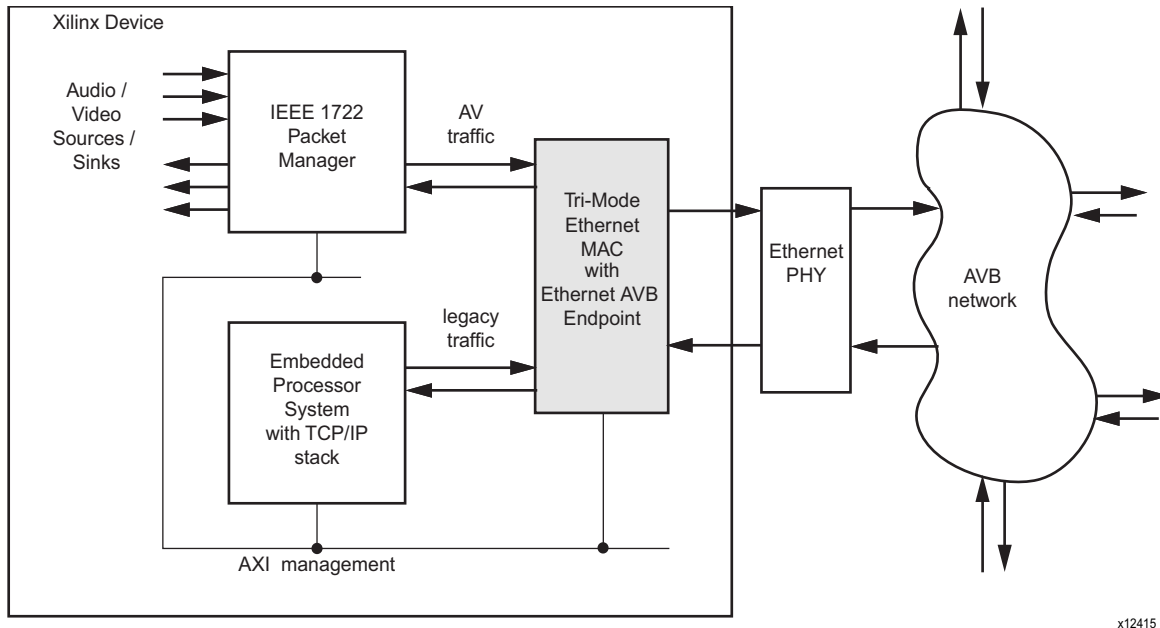 Xilinx Device
Audio /
Video
Sources /
Sinks
IEEE 1722
Packet
Manager
AV
traffic
Tri-Mode
Ethernet
MAC
with
Ethernet AVB
Endpoint
Ethernet
PHY
AVB
network
legacy
traffic
Embedded
Processor
System
with TCP/IP
stack
AXI management
x12415